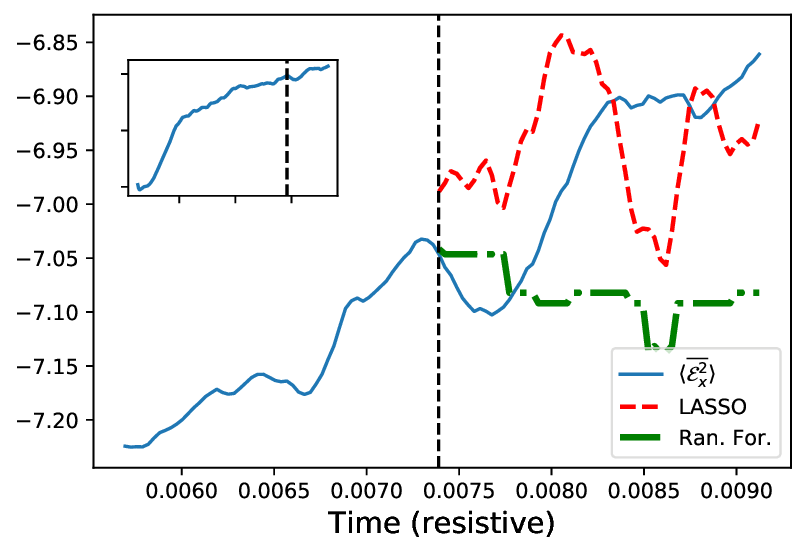 −6.85
−6.90
−6.95
−7.00
−7.05
−7.10
−7.15
−7.20
0.0060 0.0065 0.0070 0.0075 0.0080 0.0085 0.0090
Time (resistive)
⟨$\overline{\mathcal{E}_x^2}$⟩
LASSO
Ran. For.